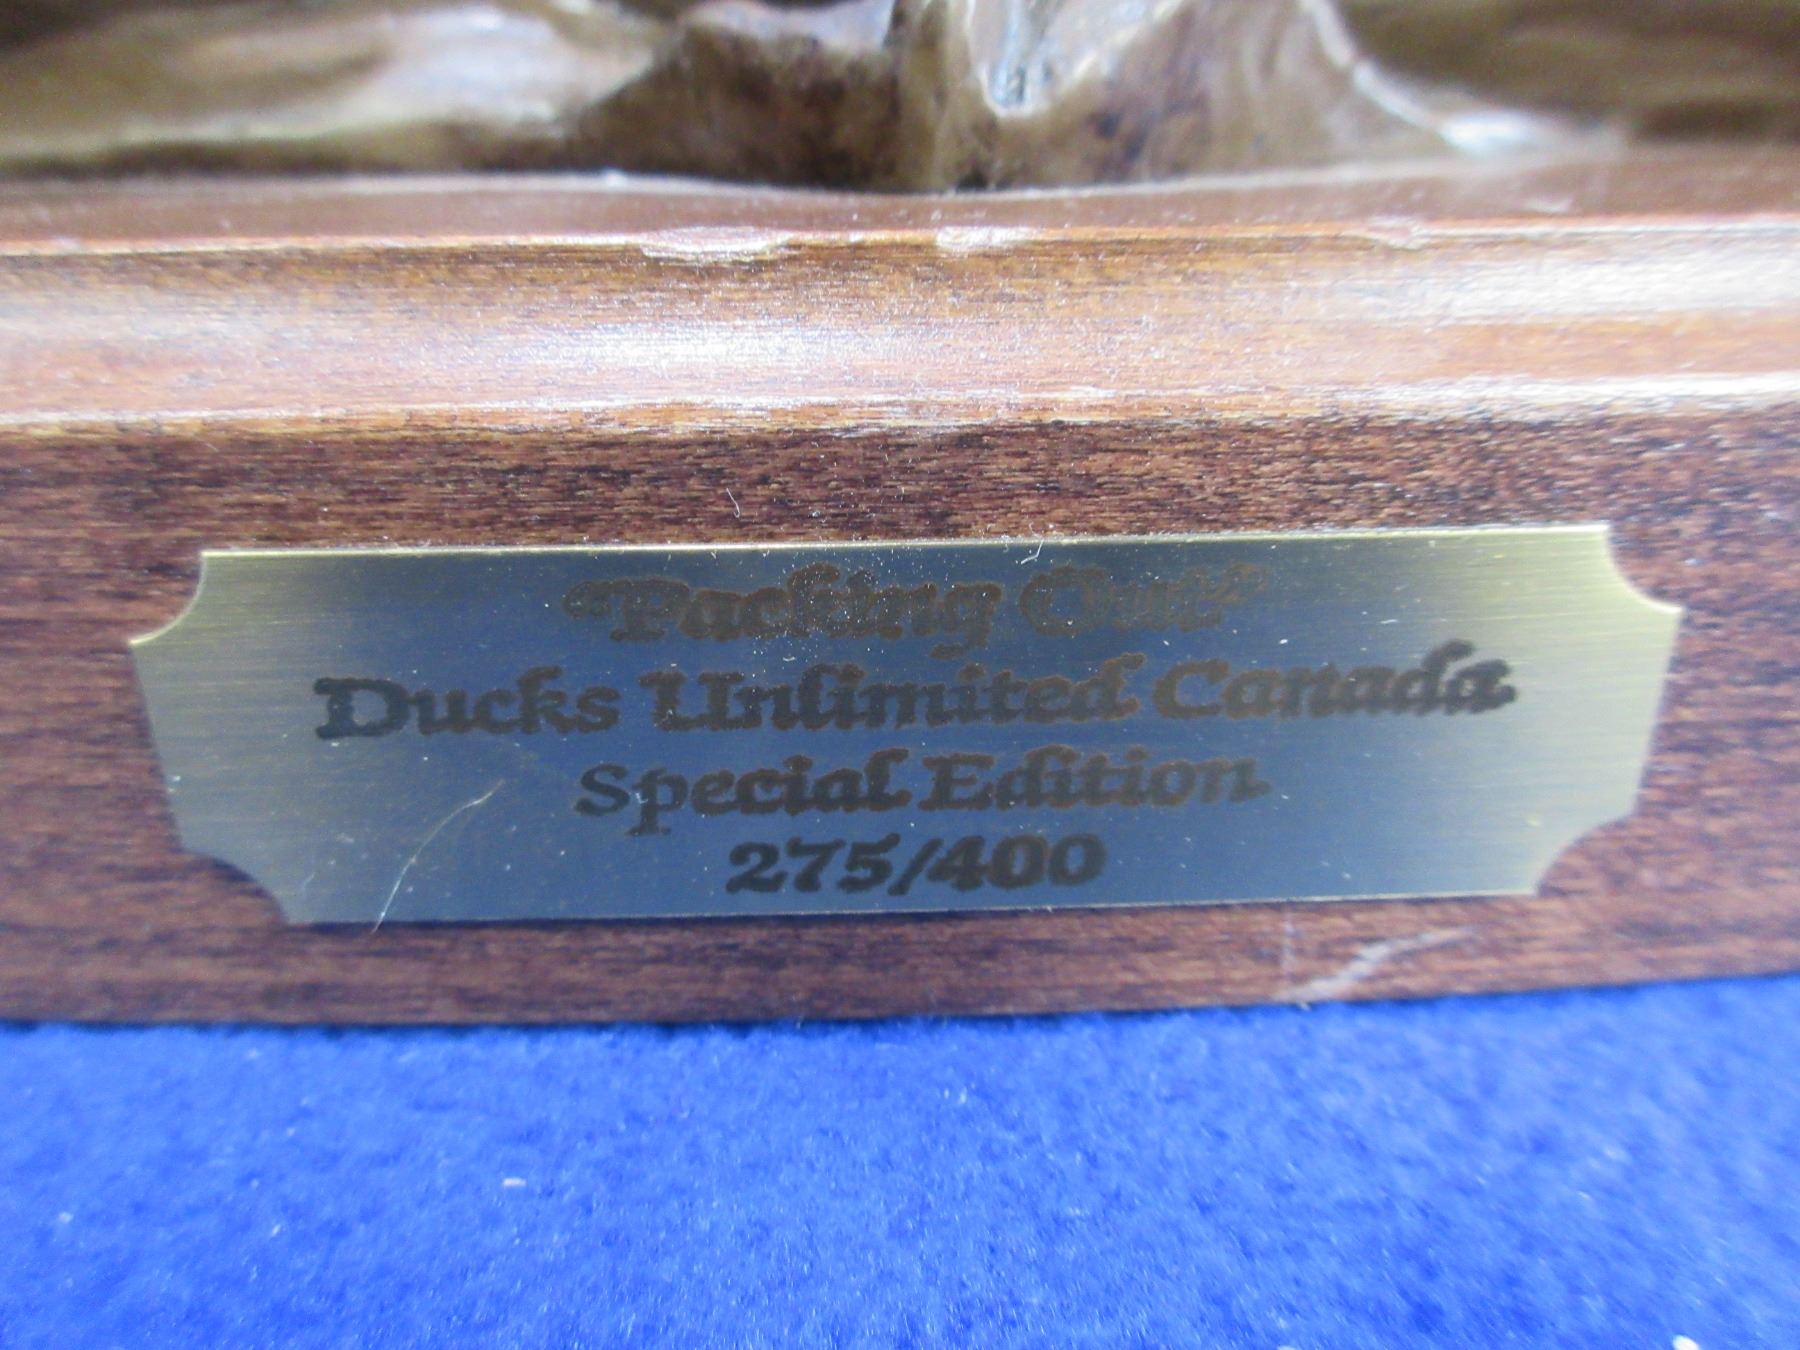 "Packing Out"
Ducks Unlimited Canada
Special Edition
275/400